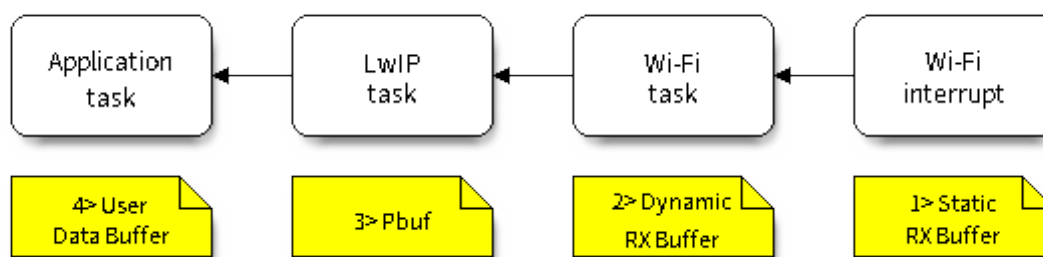 Application
task
LwIP
task
Wi-Fi
task
Wi-Fi
interrupt
4> User
Data Buffer
3> Pbuf
2> Dynamic
RX Buffer
1> Static
RX Buffer